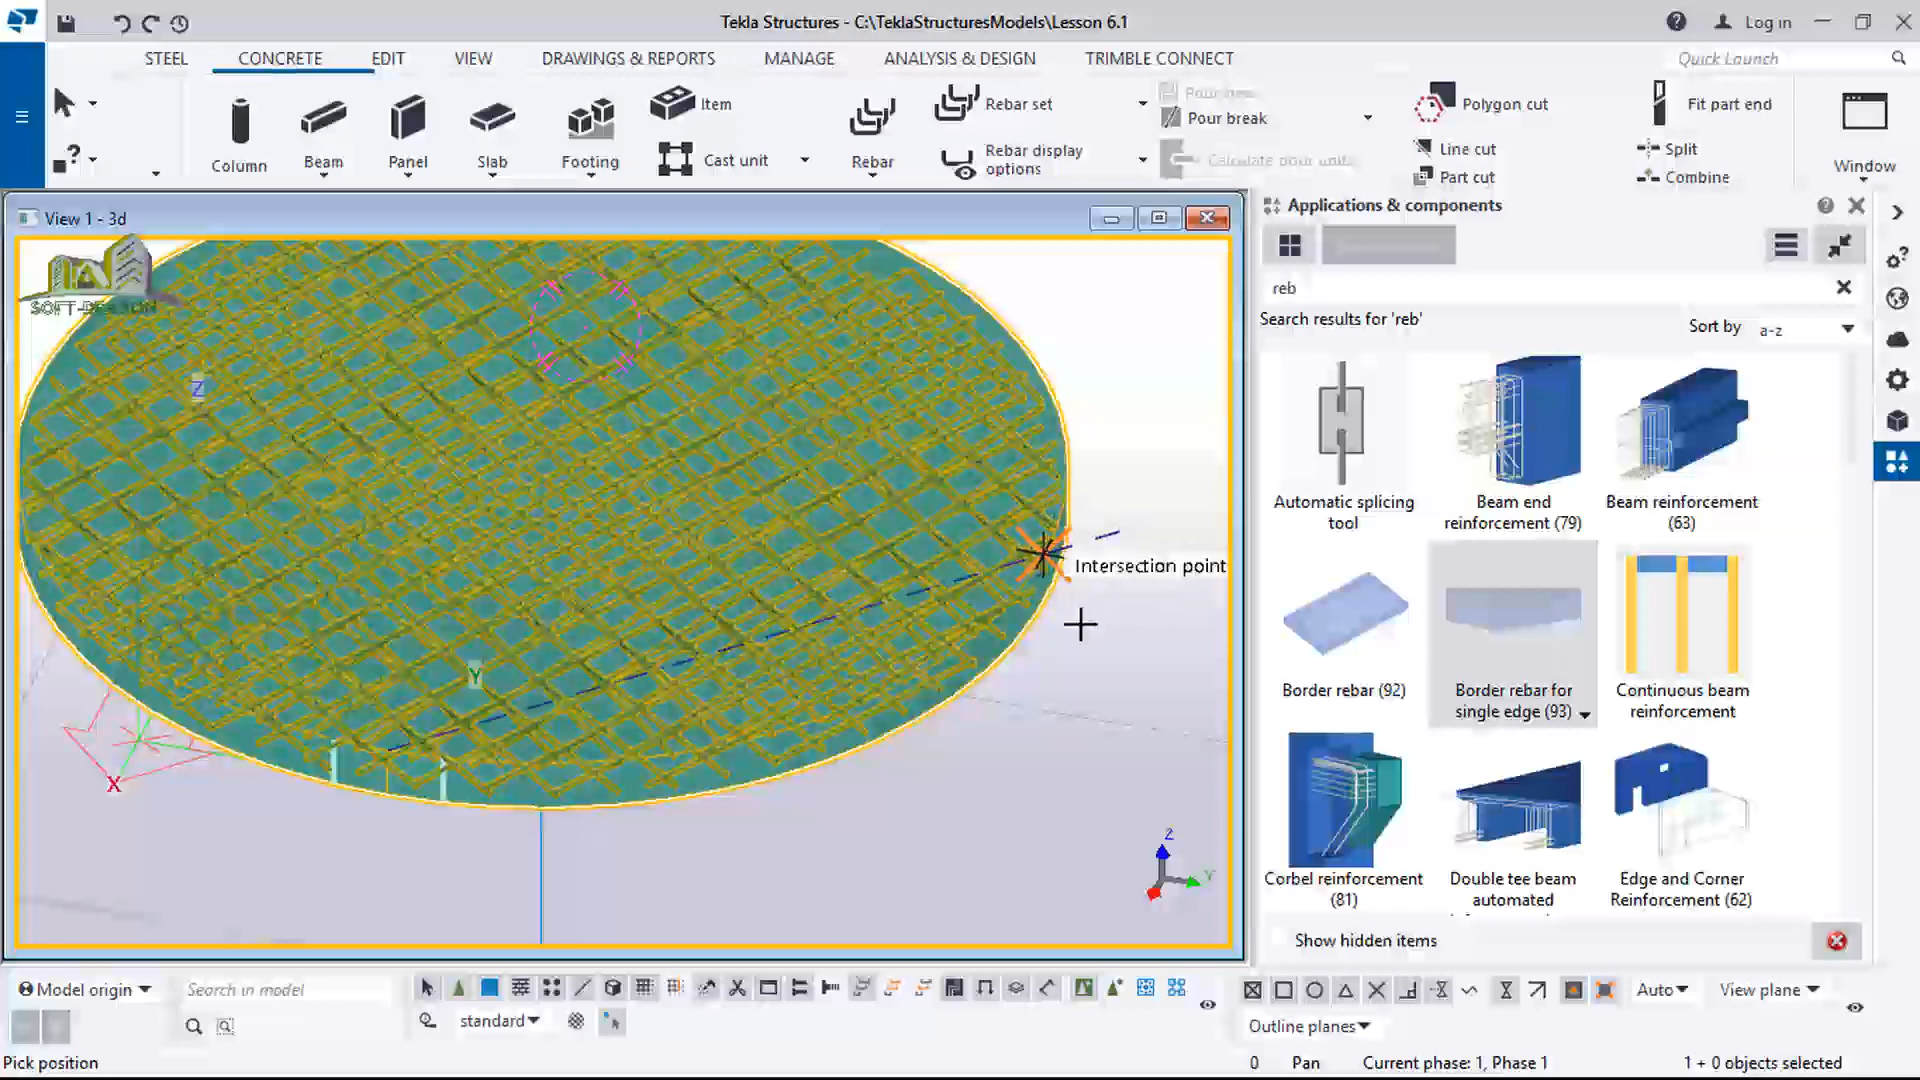 Tekla Structures - C:\TeklaStructuresModels\Lesson 6.1
Log in
STEEL
CONCRETE
EDIT
VIEW
DRAWINGS & REPORTS
MANAGE
ANALYSIS & DESIGN
TRIMBLE CONNECT
Quick Launch
Column
Beam
Panel
Slab
Footing
Item
Cast unit
Rebar
Rebar set
Rebar display
options
Pour break
Calculate pour units
Polygon cut
Line cut
Part cut
Fit part end
Split
Combine
Window
View 1 - 3d
SOFT-DESIGN
Z
Y
X
Intersection point
Z
Y
Applications & components
reb
Search results for 'reb'
Sort by
a-z
Automatic splicing
tool
Beam end
reinforcement (79)
Beam reinforcement
(63)
Border rebar (92)
Border rebar for
single edge (93)
Continuous beam
reinforcement
Corbel reinforcement
(81)
Double tee beam
automated
Edge and Corner
Reinforcement (62)
Show hidden items
Model origin
Search in model
standard
Auto
View plane
Outline planes
Pick position
0
Pan
Current phase: 1, Phase 1
1 + 0 objects selected